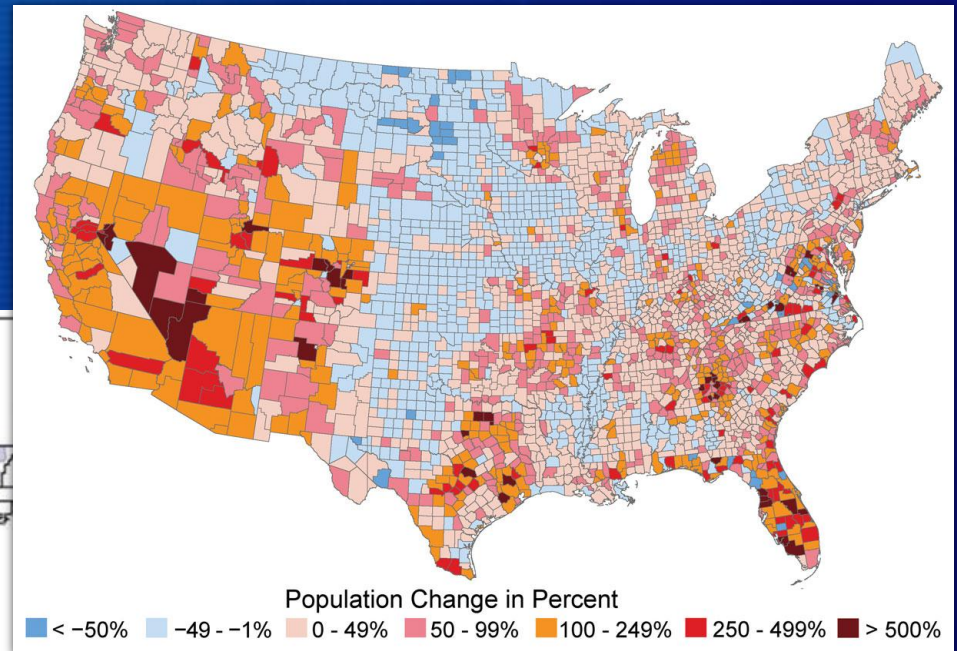 Population Change in Percent
< −50% −49 - −1% 0 - 49% 50 - 99% 100 - 249% 250 - 499% > 500%